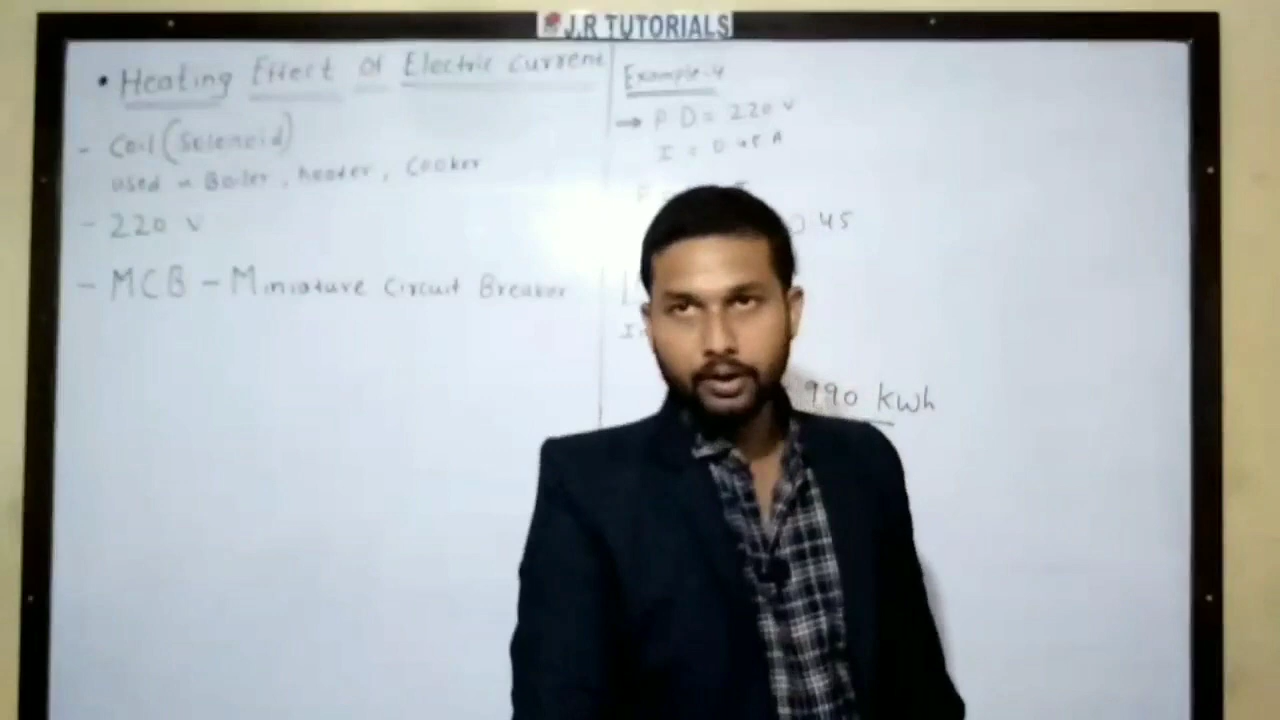 J.R TUTORIALS
• Heating Effect Of Electric Current
- Coil (Solenoid)
used in Boiler, heater, Cooker
- 220 V
- MCB - Miniature Circuit Breaker
Example-4
→ P D = 220 V
I = 0.45 A
P
45
I
990 kWh